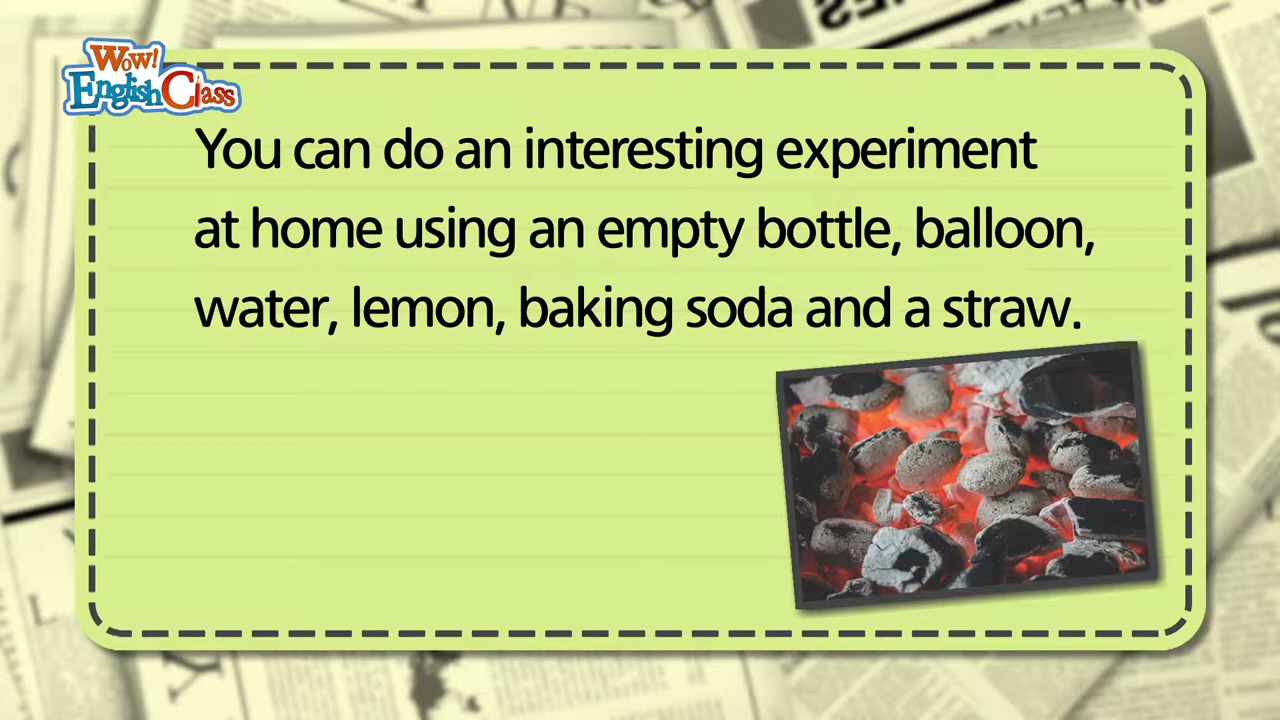 Wow!
English Class
You can do an interesting experiment
at home using an empty bottle, balloon,
water, lemon, baking soda and a straw.